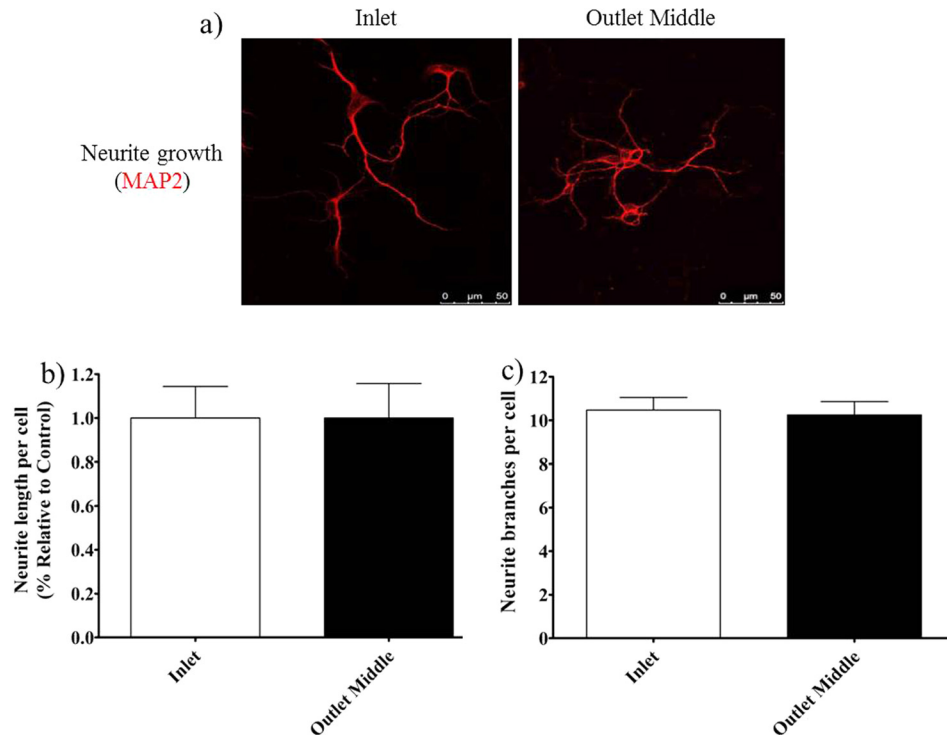 a)
Inlet
Outlet Middle
Neurite growth
(MAP2)
0 µm 50
0 µm 50
b)
Neurite length per cell
(% Relative to Control)
1.2
1.0
0.8
0.6
0.4
0.2
0.0
Inlet
Outlet Middle
c)
Neurite branches per cell
12
10
8
6
4
2
0
Inlet
Outlet Middle